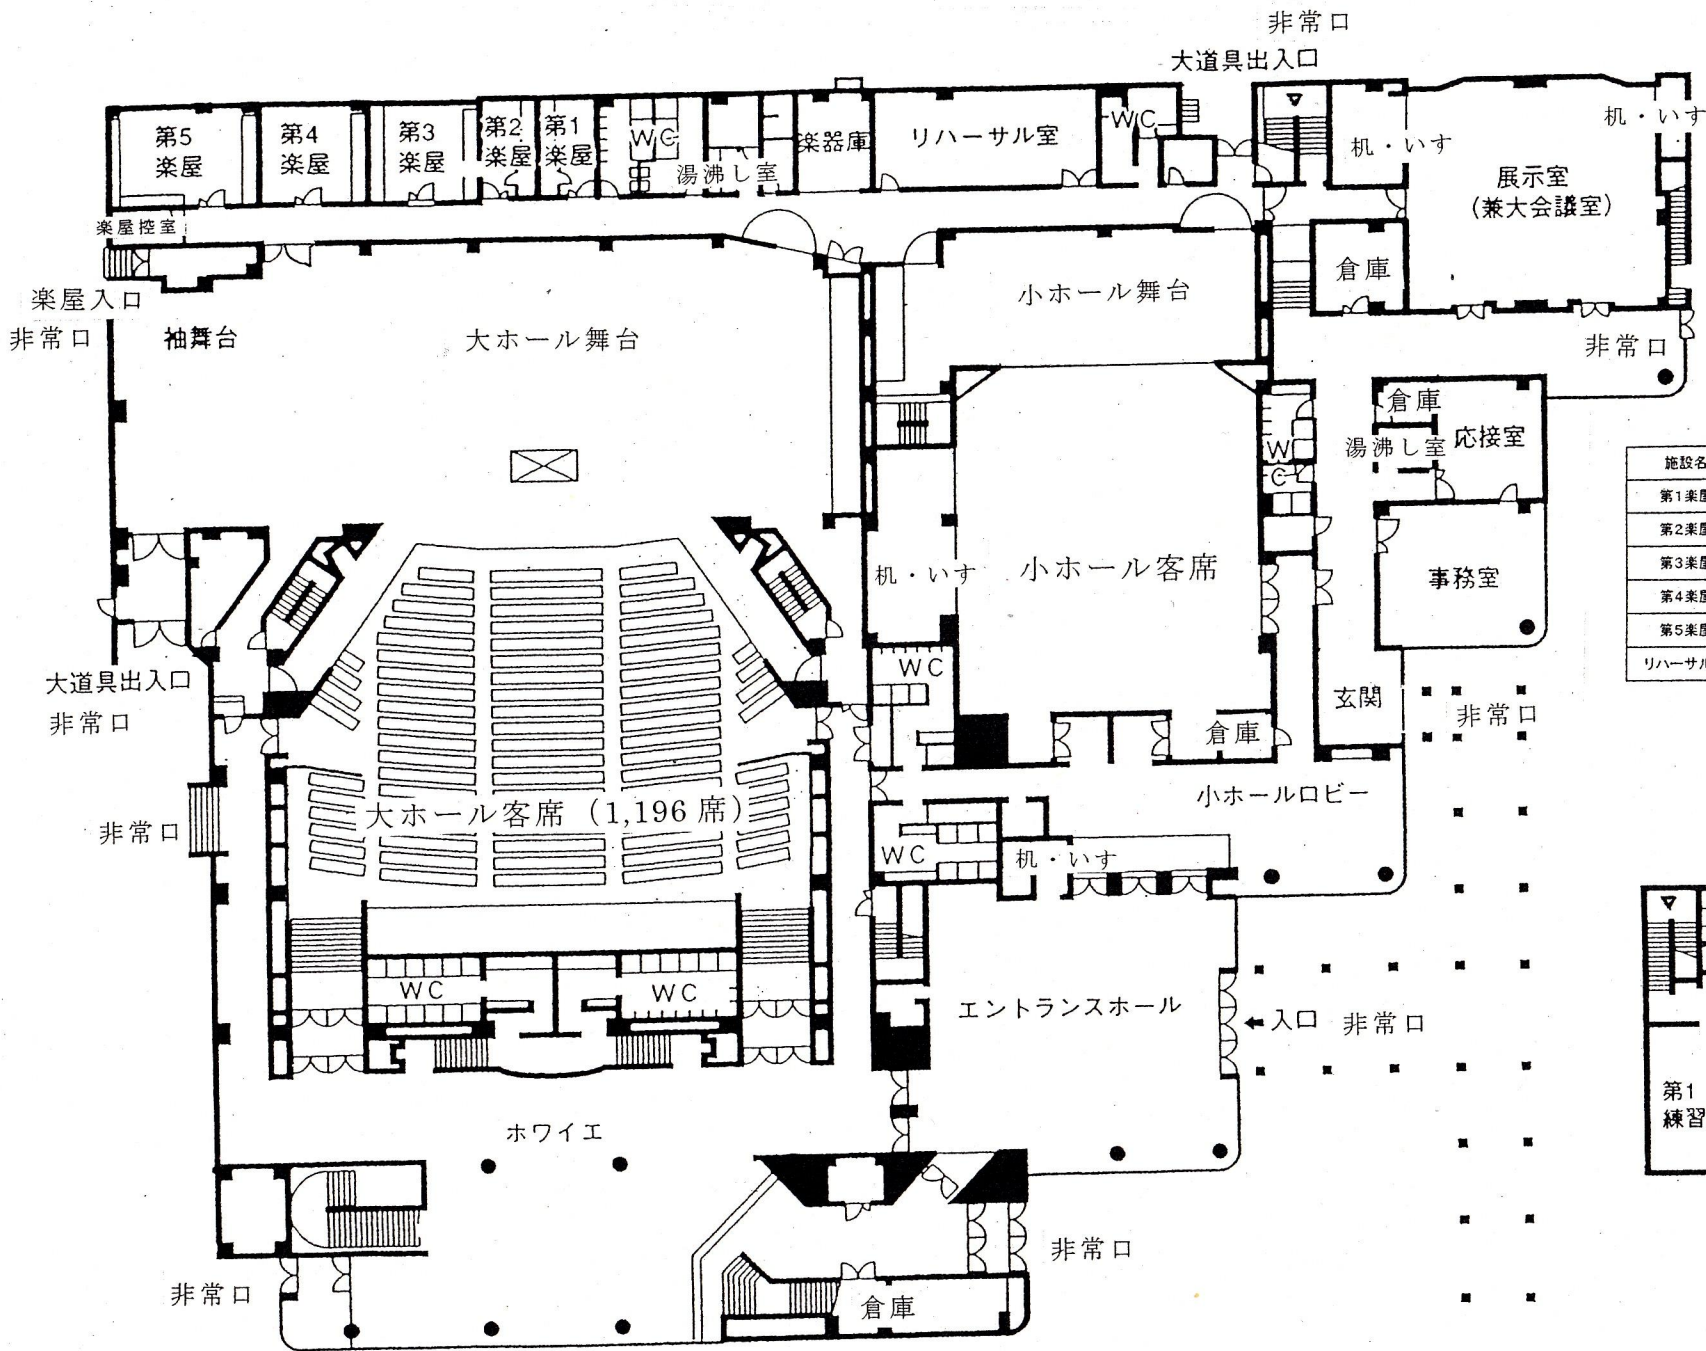 非常口
大道具出入口
第5
楽屋
第4
楽屋
第3
楽屋
第2
楽屋
第1
楽屋
WC
湯沸し室
楽器庫
リハーサル室
WC
机・いす
机・いす
展示室
(兼大会議室)
楽屋控室
倉庫
楽屋入口
非常口
袖舞台
大ホール舞台
小ホール舞台
非常口
倉庫
湯沸し室
応接室
W
C
施設名
第1楽屋
第2楽屋
第3楽屋
第4楽屋
第5楽屋
リハーサル
机・いす
小ホール客席
事務室
大道具出入口
非常口
WC
玄関
非常口
倉庫
小ホールロビー
非常口
大ホール客席(1,196席)
WC
机・いす
WC
WC
エントランスホール
←入口
非常口
ホワイエ
第1
練習
非常口
非常口
倉庫